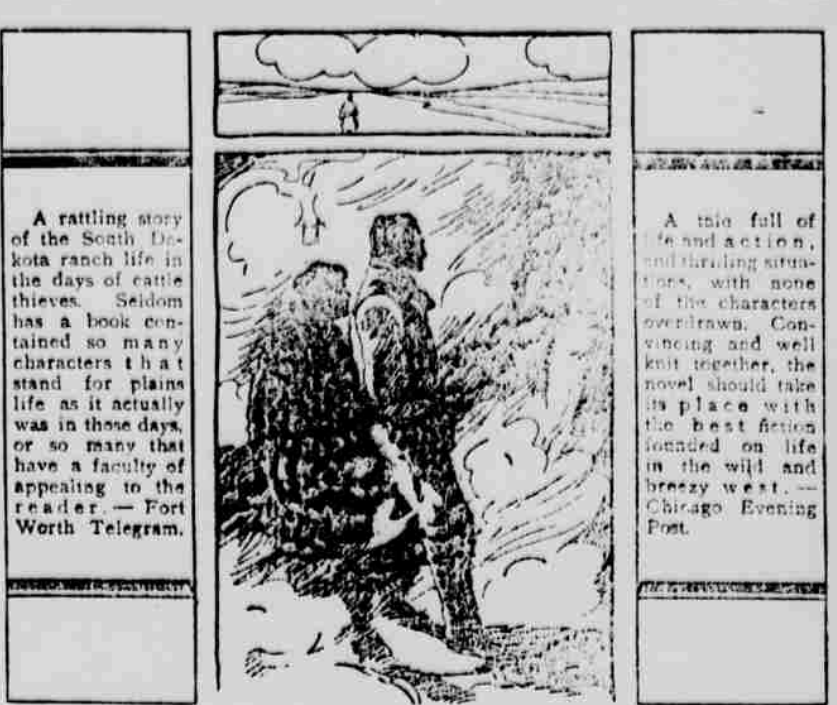 A rattling story
of the South Da-
kota ranch life in
the days of cattle
thieves. Seldom
has a book con-
tained so many
characters that
stand for plains
life as it actually
was in those days,
or so many that
have a faculty of
appealing to the
reader. — Fort
Worth Telegram.
A tale full of
life and action,
and thrilling situa-
tions, with none
of the characters
overdrawn. Con-
vincing and well
knit together, the
novel should take
its place with
the best fiction
founded on life
in the wild and
breezy west. —
Chicago Evening
Post.